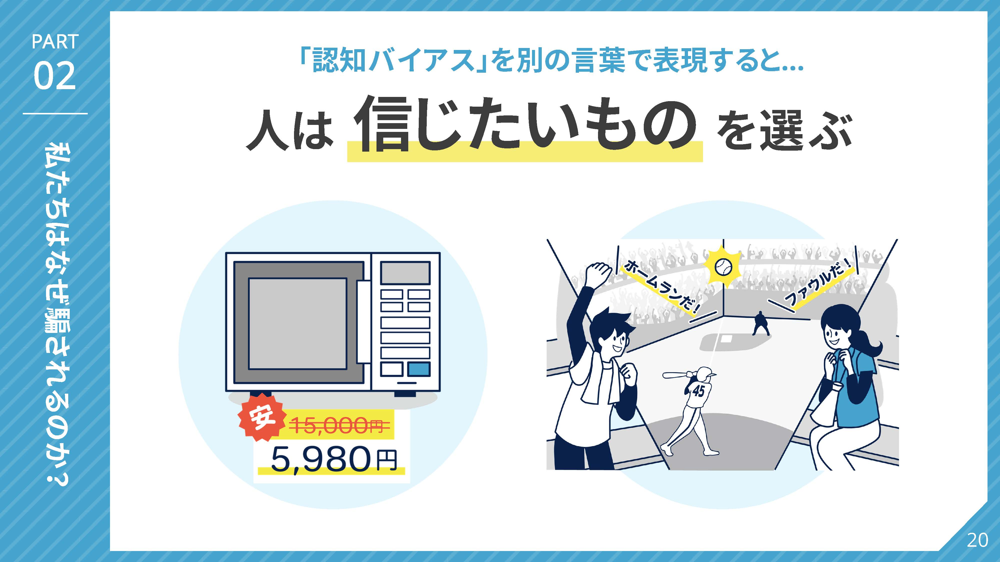 PART
02
私たちはなぜ騙されるのか?
「認知バイアス」を別の言葉で表現すると…
人は 信じたいもの を選ぶ
安
15,000円
5,980円
ホームランだ!
ファウルだ!
45
20